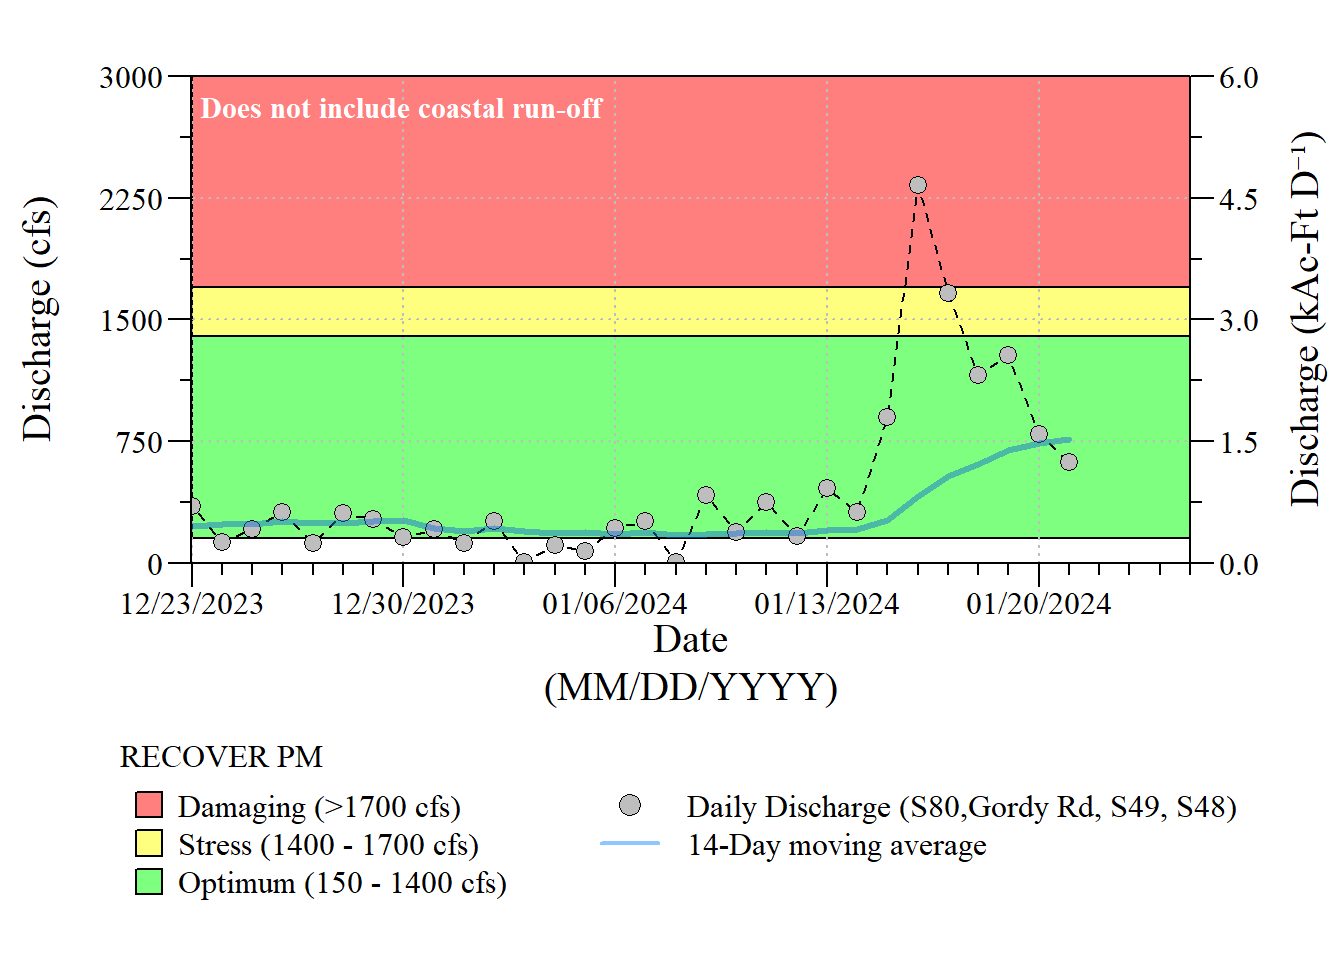 Does not include coastal run-off
3000
2250
1500
750
0
Discharge (cfs)
6.0
4.5
3.0
1.5
0.0
Discharge (kAc-Ft D⁻¹)
12/23/2023 12/30/2023 01/06/2024 01/13/2024 01/20/2024
Date
(MM/DD/YYYY)
RECOVER PM
Damaging (>1700 cfs)
Stress (1400 - 1700 cfs)
Optimum (150 - 1400 cfs)
Daily Discharge (S80,Gordy Rd, S49, S48)
14-Day moving average